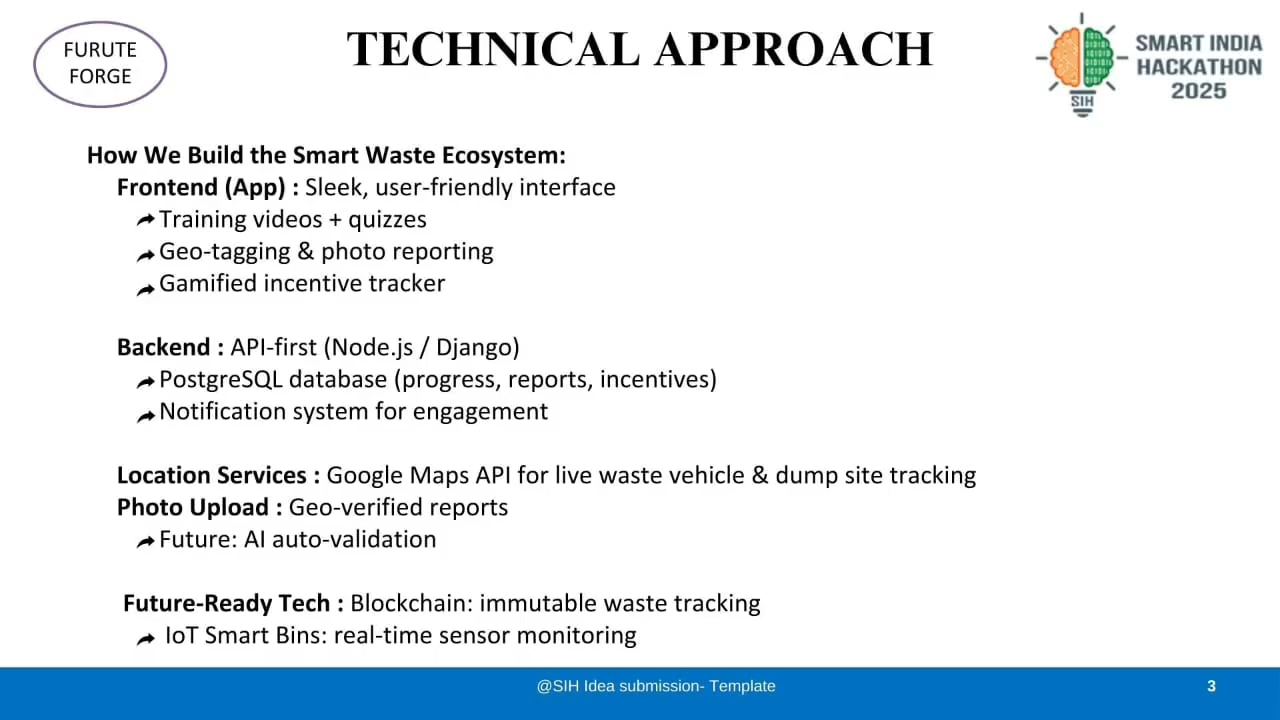 FURUTE
FORGE
TECHNICAL APPROACH
SMART INDIA
HACKATHON
2025
SIH
How We Build the Smart Waste Ecosystem:
Frontend (App) : Sleek, user-friendly interface
Training videos + quizzes
Geo-tagging & photo reporting
Gamified incentive tracker
Backend : API-first (Node.js / Django)
PostgreSQL database (progress, reports, incentives)
Notification system for engagement
Location Services : Google Maps API for live waste vehicle & dump site tracking
Photo Upload : Geo-verified reports
Future: AI auto-validation
Future-Ready Tech : Blockchain: immutable waste tracking
IoT Smart Bins: real-time sensor monitoring
@SIH Idea submission- Template
3